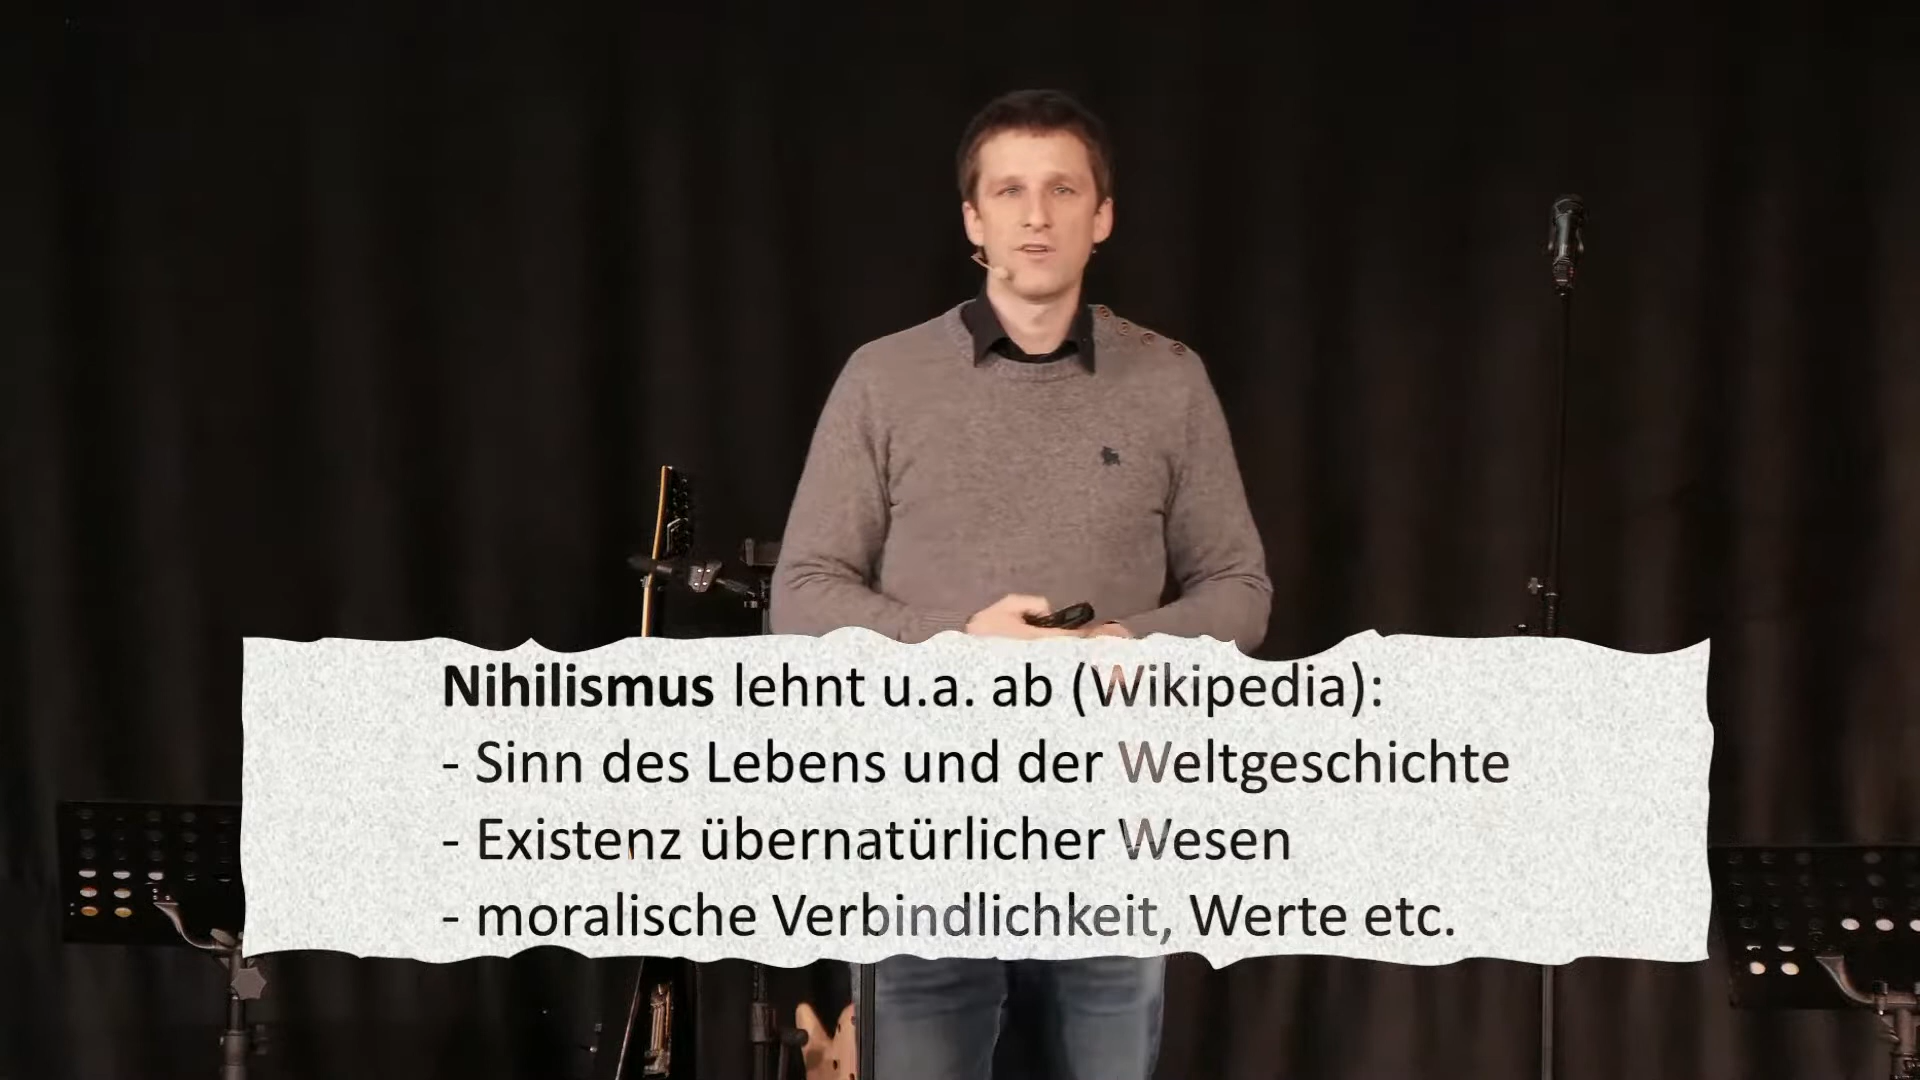 Nihilismus lehnt u.a. ab (Wikipedia):
- Sinn des Lebens und der Weltgeschichte
- Existenz übernatürlicher Wesen
- moralische Verbindlichkeit, Werte etc.